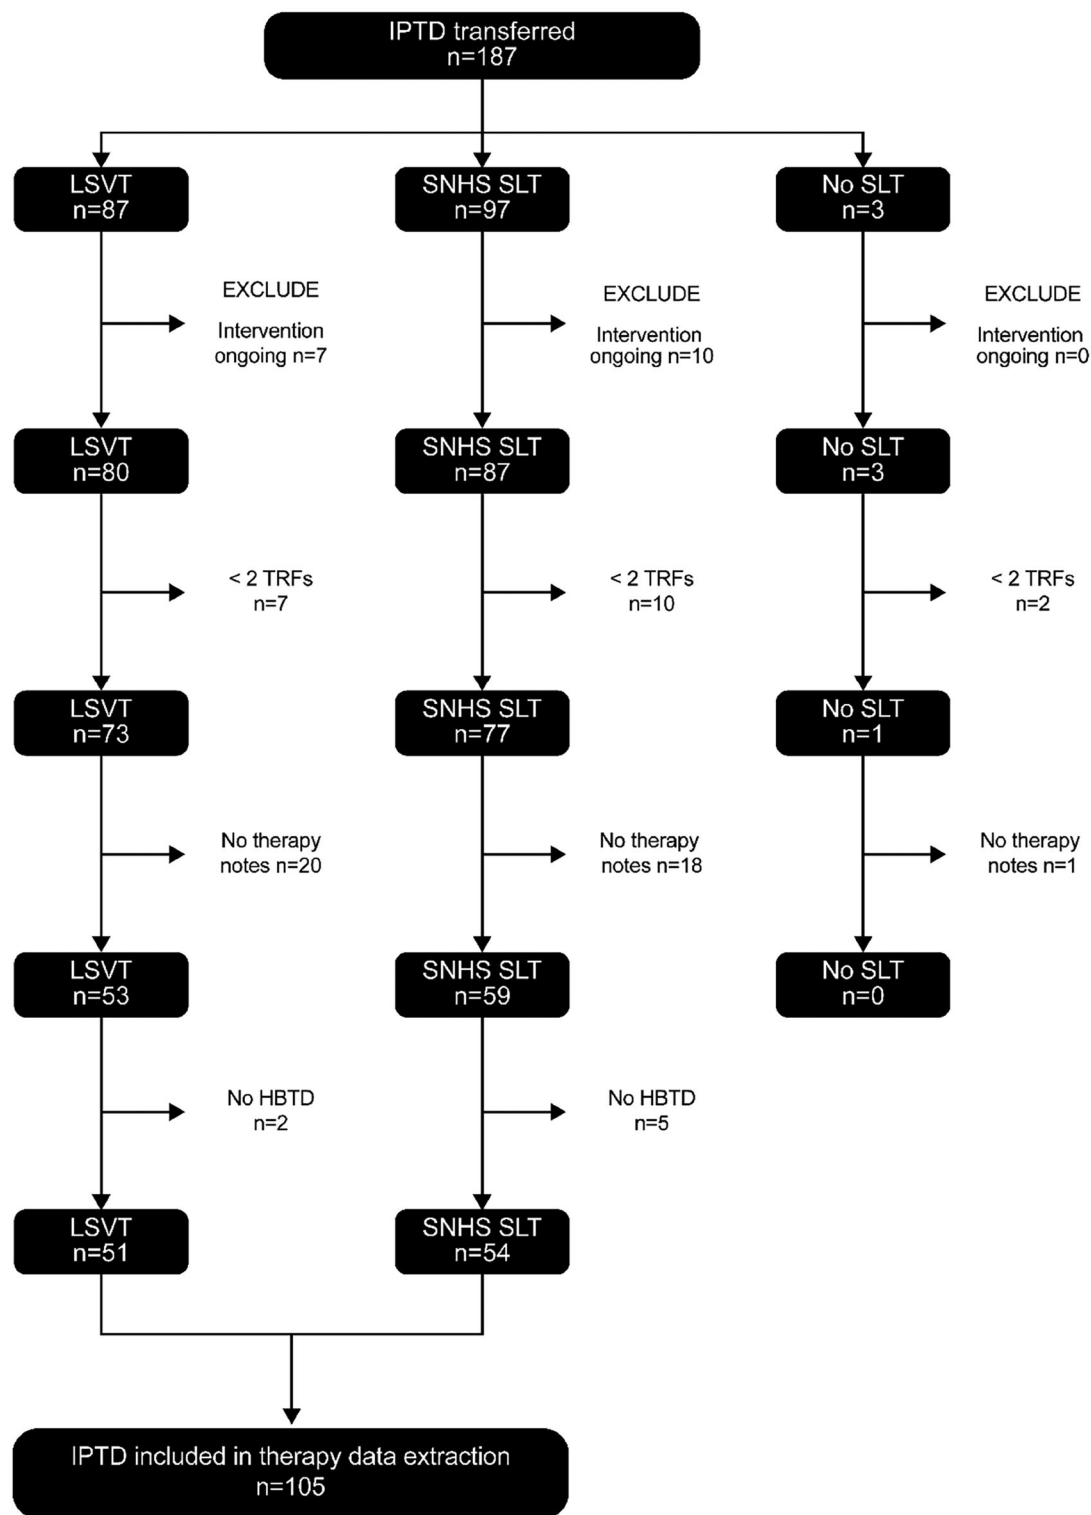 IPTD transferred
n=187
LSVT
n=87
SNHS SLT
n=97
No SLT
n=3
EXCLUDE
Intervention
ongoing n=7
EXCLUDE
Intervention
ongoing n=10
EXCLUDE
Intervention
ongoing n=0
LSVT
n=80
SNHS SLT
n=87
No SLT
n=3
< 2 TRFs
n=7
< 2 TRFs
n=10
< 2 TRFs
n=2
LSVT
n=73
SNHS SLT
n=77
No SLT
n=1
No therapy
notes n=20
No therapy
notes n=18
No therapy
notes n=1
LSVT
n=53
SNHS SLT
n=59
No SLT
n=0
No HBTD
n=2
No HBTD
n=5
LSVT
n=51
SNHS SLT
n=54
IPTD included in therapy data extraction
n=105